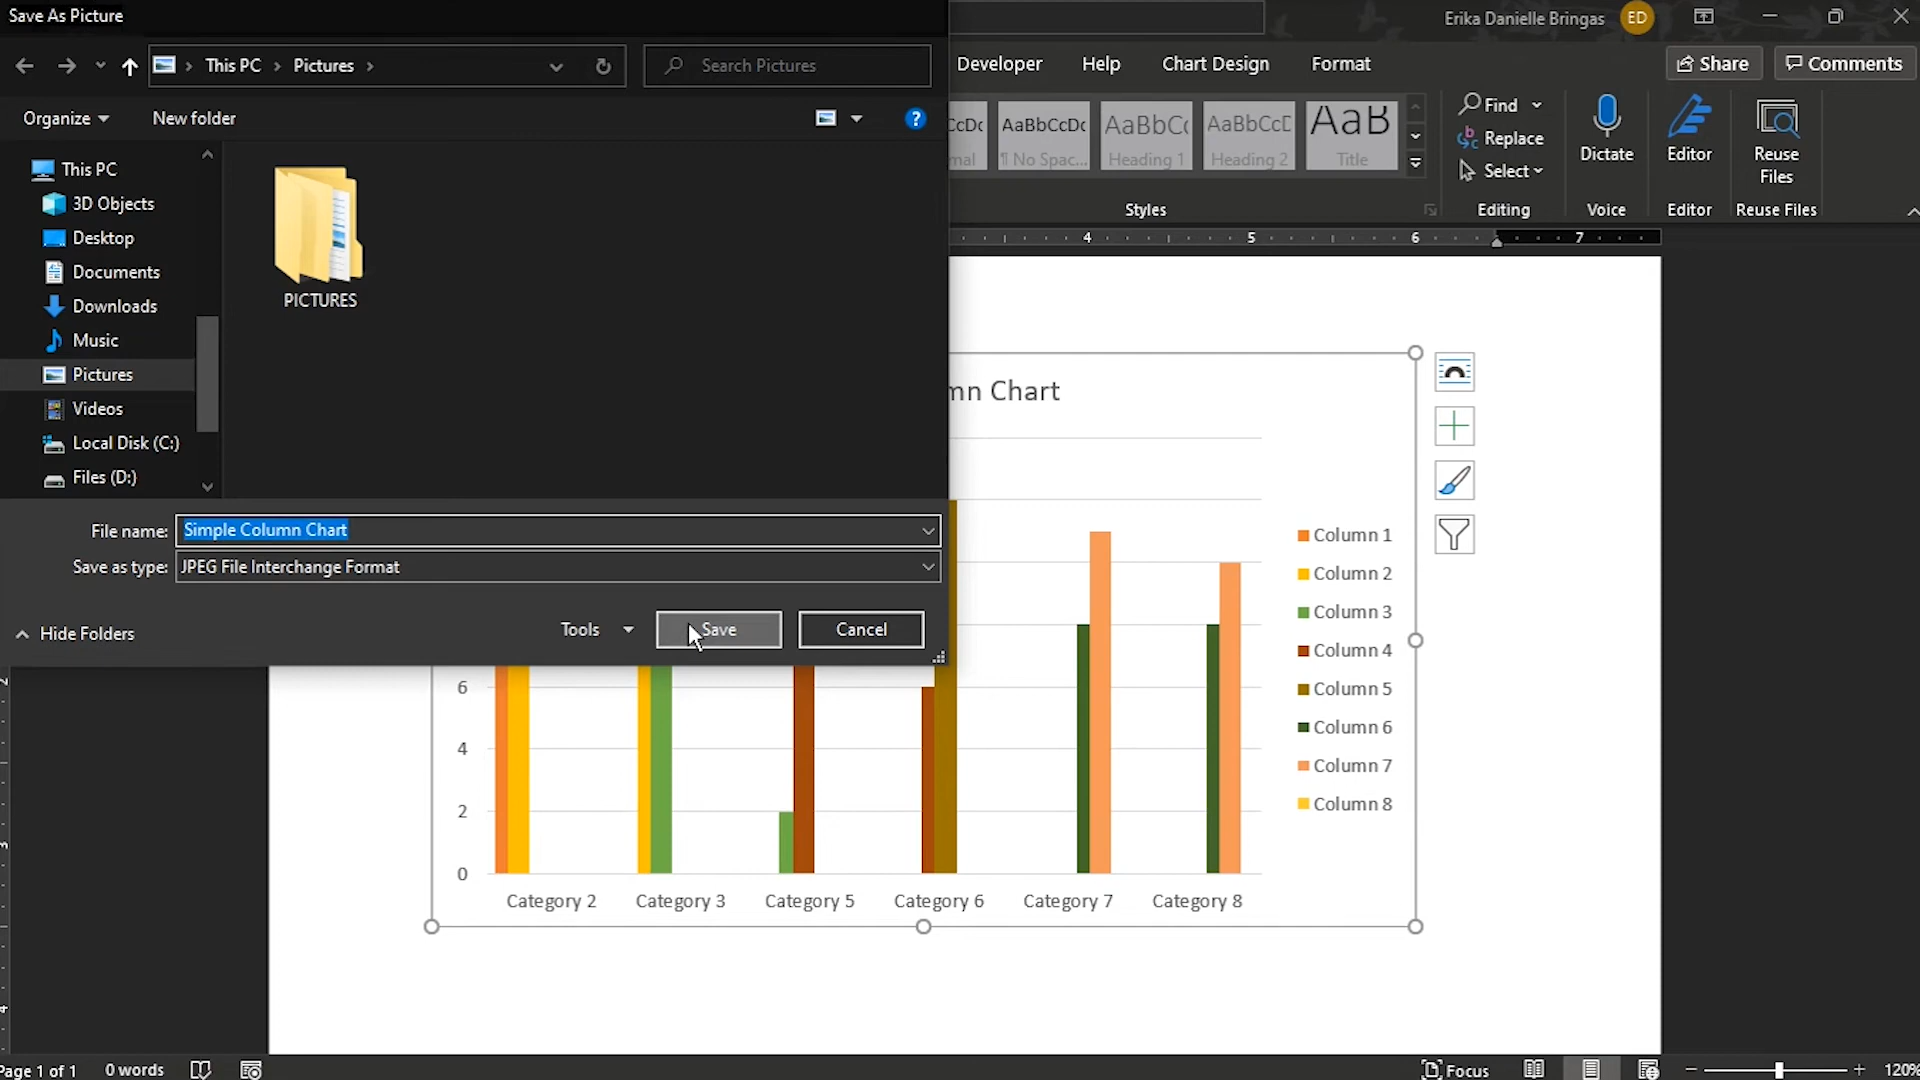 Save As Picture
Erika Danielle Bringas
ED
This PC
Pictures
Search Pictures
Developer
Help
Chart Design
Format
Share
Comments
Organize
New folder
?
AaBbCcDc
¶ No Spac...
AaBbC
Heading 1
AaBbCcD
Heading 2
AaB
Title
Find
Replace
Select
Dictate
Editor
Reuse
Files
Styles
Editing
Voice
Editor
Reuse Files
This PC
3D Objects
Desktop
Documents
Downloads
Music
Pictures
Videos
Local Disk (C:)
Files (D:)
PICTURES
4
5
6
7
File name:
Simple Column Chart
Save as type:
JPEG File Interchange Format
Hide Folders
Tools
Save
Cancel
mn Chart
Column 1
Column 2
Column 3
Column 4
Column 5
Column 6
Column 7
Column 8
6
4
2
0
Category 2
Category 3
Category 5
Category 6
Category 7
Category 8
2
3
4
Page 1 of 1
0 words
Focus
120%